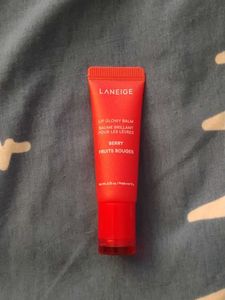 LANEIGE
LIP GLOWY BALM
BAUME BRILLANT
POUR LES LÈVRES
BERRY
FRUITS ROUGES